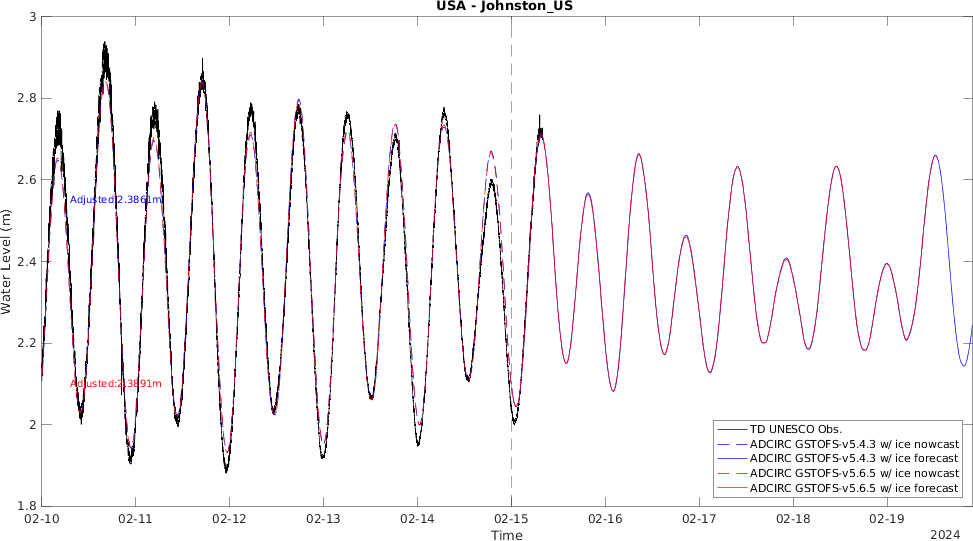 USA - Johnston_US
Water Level (m)
3
2.8
2.6
2.4
2.2
2
1.8
Adjusted:2.3861m
Adjusted:2.3891m
TD UNESCO Obs.
ADCIRC GSTOFS-v5.4.3 w/ ice nowcast
ADCIRC GSTOFS-v5.4.3 w/ ice forecast
ADCIRC GSTOFS-v5.6.5 w/ ice nowcast
ADCIRC GSTOFS-v5.6.5 w/ ice forecast
02-10 02-11 02-12 02-13 02-14 02-15 02-16 02-17 02-18 02-19
Time
2024